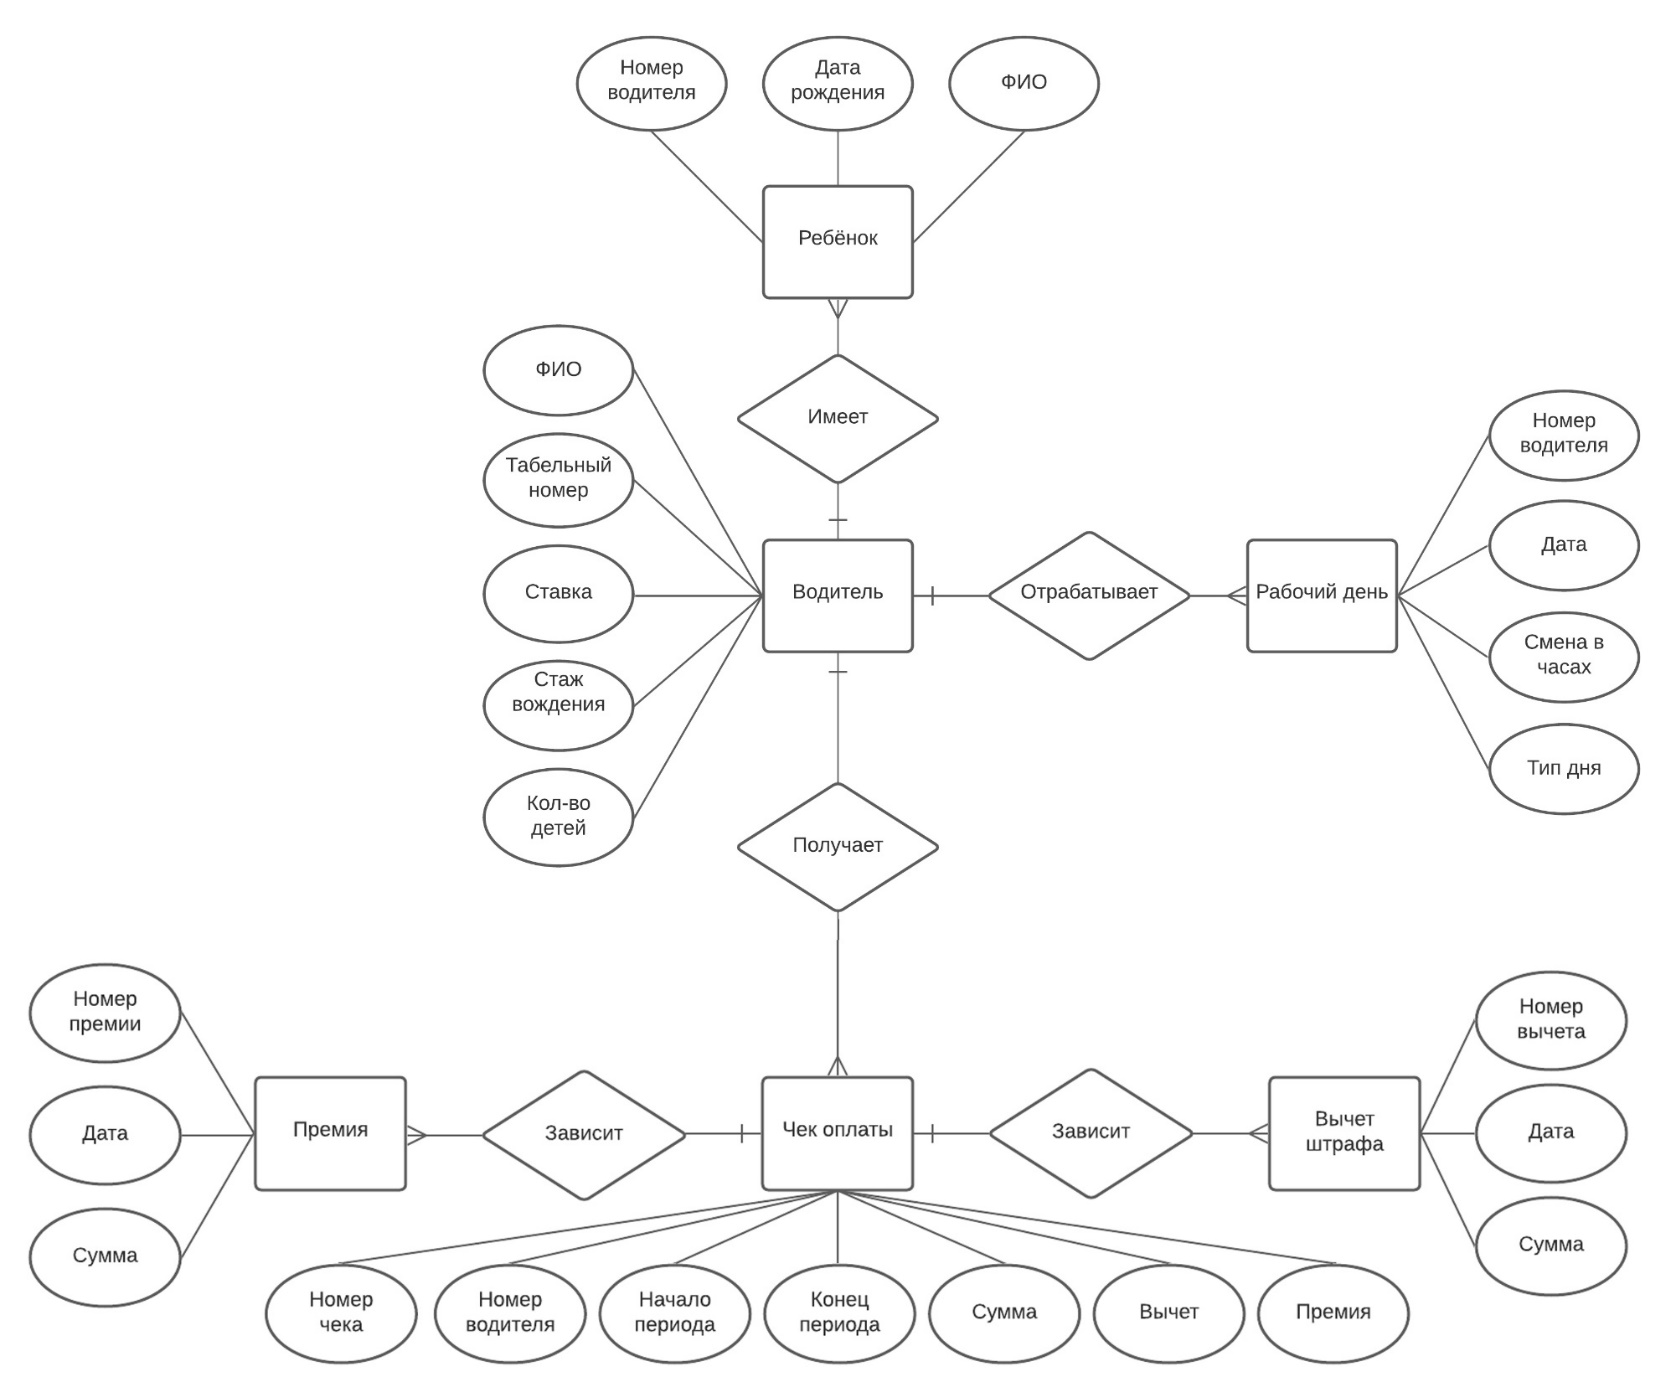 Номер
водителя
Дата
рождения
ФИО
Ребёнок
Имеет
ФИО
Табельный
номер
Ставка
Стаж
вождения
Кол-во
детей
Водитель
Отрабатывает
Рабочий день
Номер
водителя
Дата
Смена в
часах
Тип дня
Получает
Номер
премии
Дата
Сумма
Премия
Зависит
Чек оплаты
Зависит
Вычет
штрафа
Номер
вычета
Дата
Сумма
Номер
чека
Номер
водителя
Начало
периода
Конец
периода
Сумма
Вычет
Премия